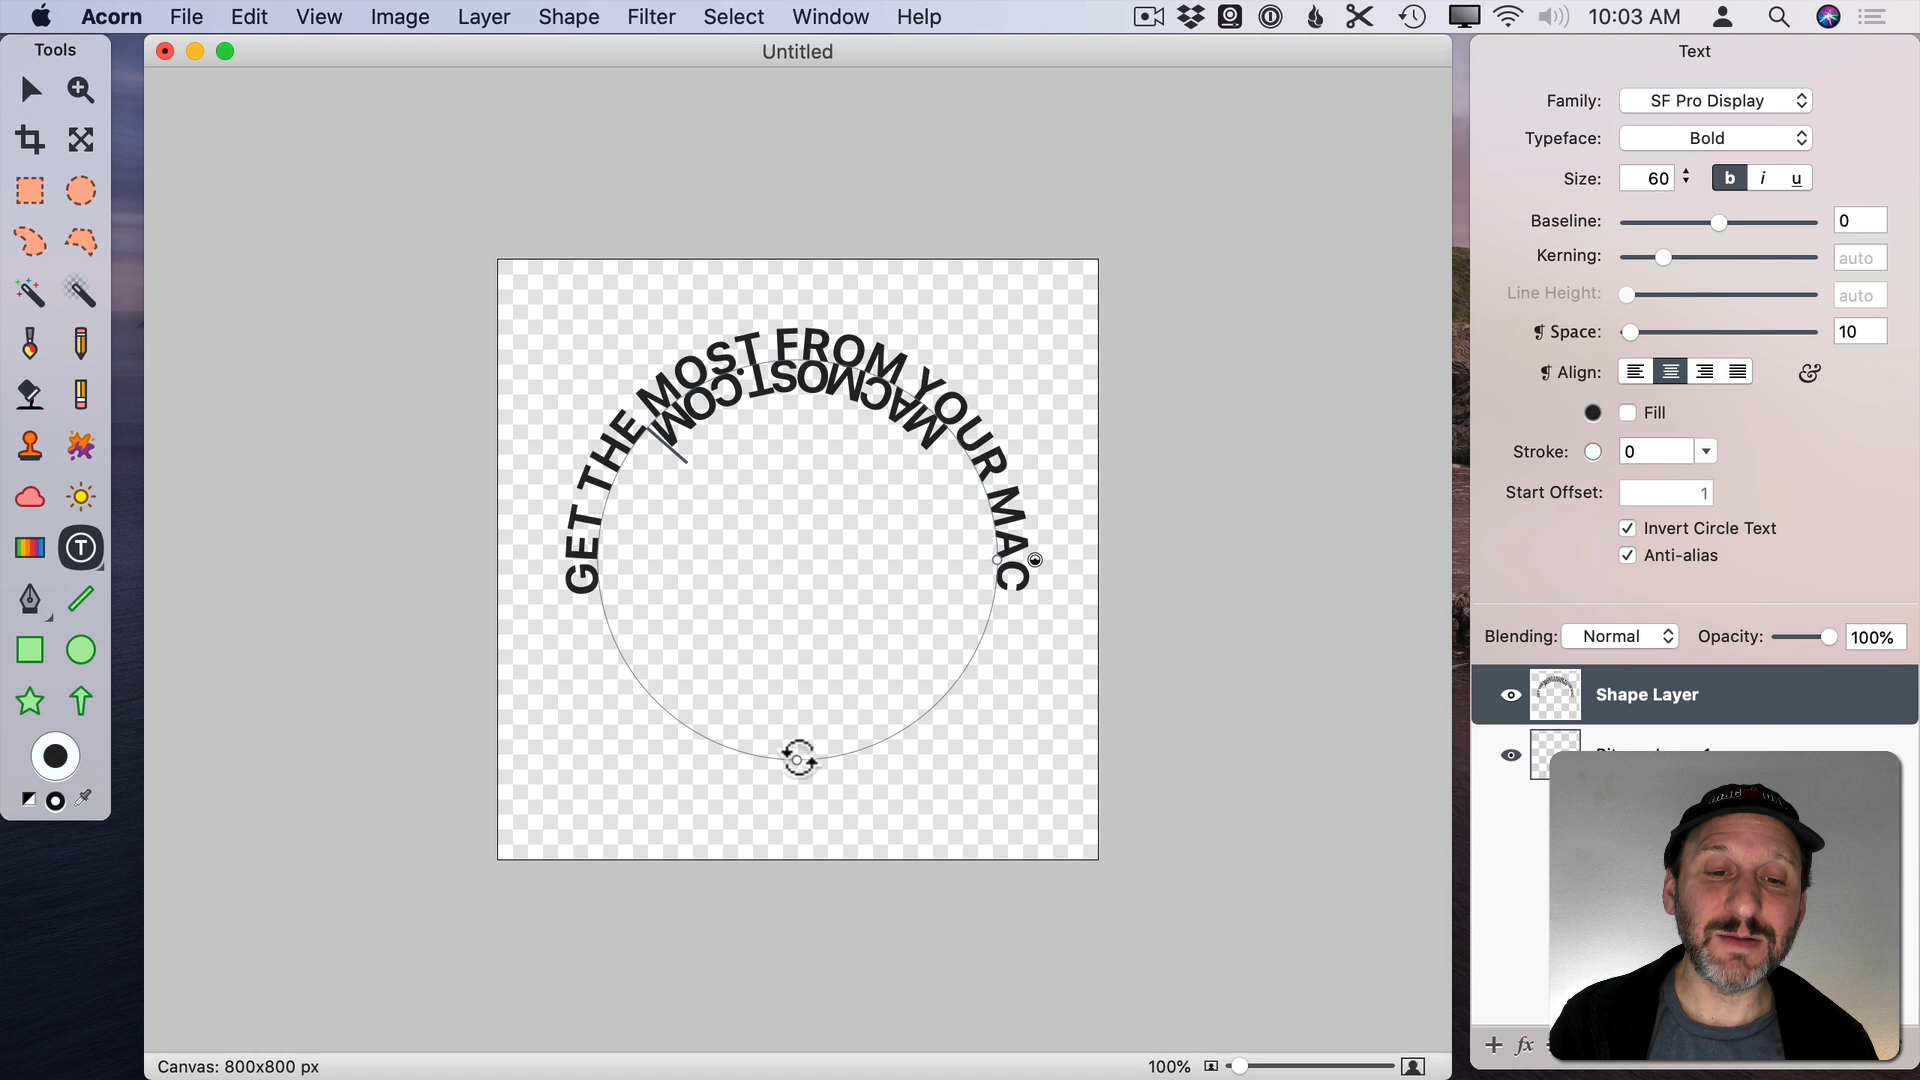 Acorn File Edit View Image Layer Shape Filter Select Window Help 10:03 AM
Tools
Untitled
Text
Family: SF Pro Display
Typeface: Bold
Size: 60 b i u
Baseline: 0
Kerning: auto
Line Height: auto
¶ Space: 10
¶ Align: &
Fill
Stroke: 0
Start Offset: 1
Invert Circle Text
Anti-alias
GET THE MOST FROM YOUR MAC
MACMOST.COM
T
Blending: Normal Opacity: 100%
Shape Layer
+ fx
Canvas: 800x800 px 100%